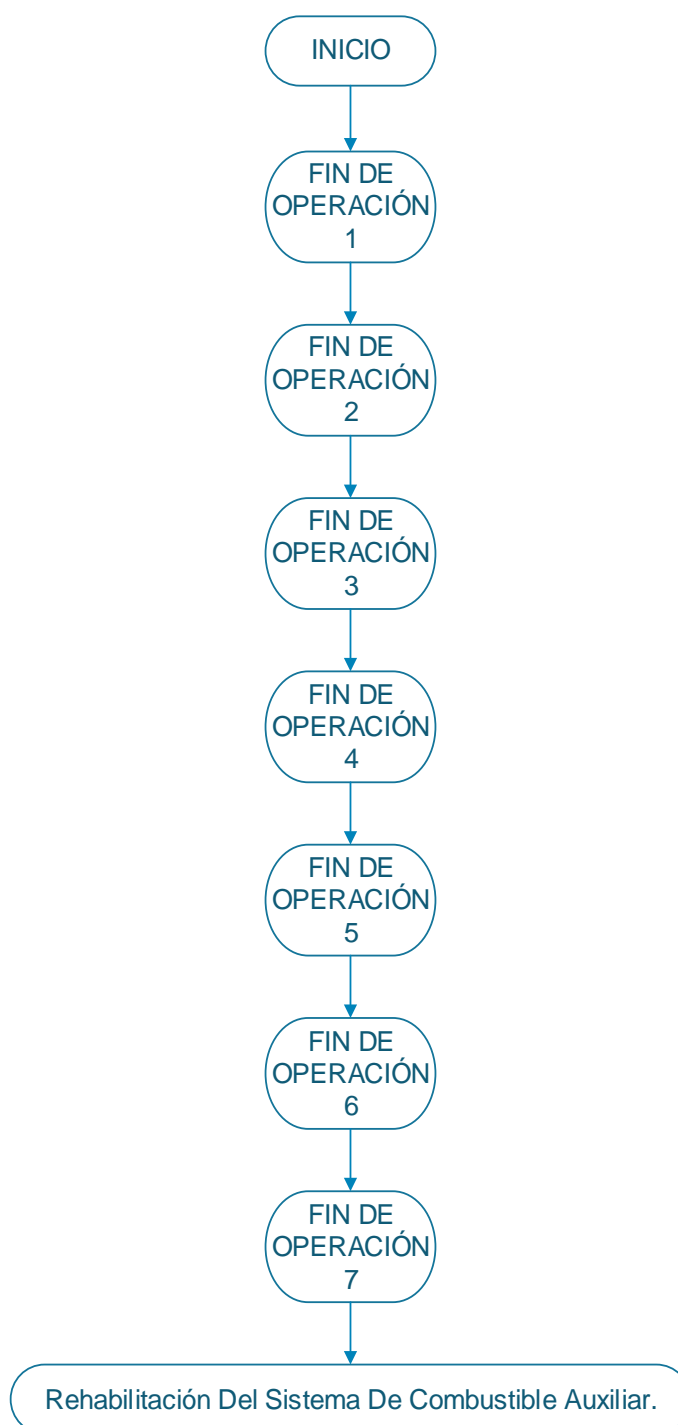 INICIO
FIN DE
OPERACIÓN
1
FIN DE
OPERACIÓN
2
FIN DE
OPERACIÓN
3
FIN DE
OPERACIÓN
4
FIN DE
OPERACIÓN
5
FIN DE
OPERACIÓN
6
FIN DE
OPERACIÓN
7
Rehabilitación Del Sistema De Combustible Auxiliar.